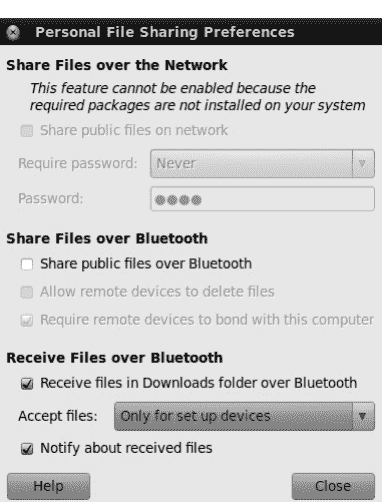 Personal File Sharing Preferences
Share Files over the Network
This feature cannot be enabled because the
required packages are not installed on your system
Share public files on network
Require password: Never
Password:
Share Files over Bluetooth
Share public files over Bluetooth
Allow remote devices to delete files
Require remote devices to bond with this computer
Receive Files over Bluetooth
Receive files in Downloads folder over Bluetooth
Accept files: Only for set up devices
Notify about received files
Help Close